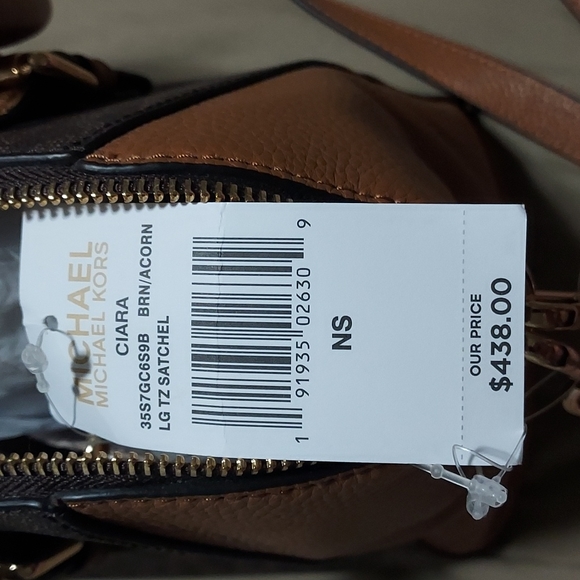 MICHAEL
MICHAEL KORS
CIARA
35S7GC6S9B BRN/ACORN
LG TZ SATCHEL
1 91935 02630 9
NS
OUR PRICE
$438.00